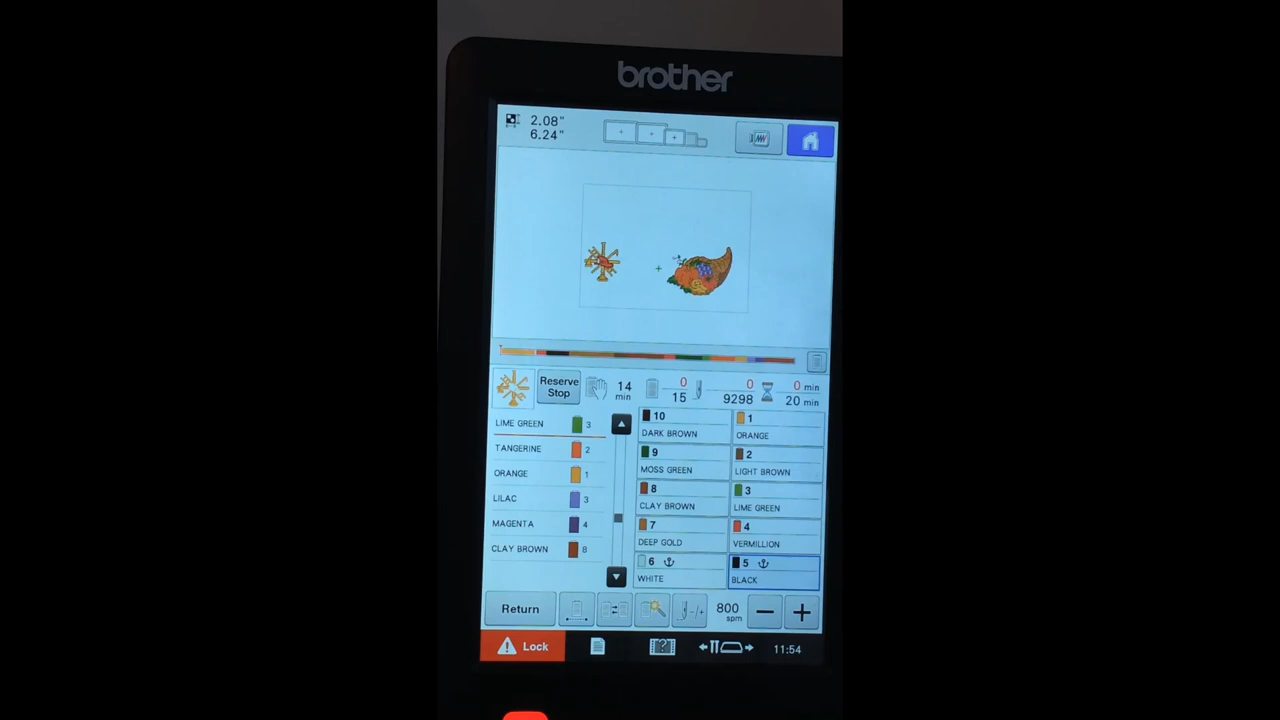 brother
2.08"
6.24"
Reserve
Stop
14
min
0
15
0
9298
0 min
20 min
LIME GREEN 3
TANGERINE 2
ORANGE 1
LILAC 3
MAGENTA 4
CLAY BROWN 8
10
DARK BROWN
1
ORANGE
9
MOSS GREEN
2
LIGHT BROWN
8
CLAY BROWN
3
LIME GREEN
7
DEEP GOLD
4
VERMILLION
6
WHITE
5
BLACK
Return
-/+
800
spm
−
+
Lock
?
11:54